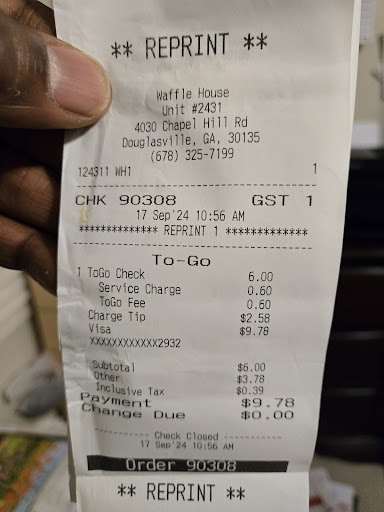 ** REPRINT **
Waffle House
Unit #2431
4030 Chapel Hill Rd
Douglasville, GA, 30135
(678) 325-7199
124311 WH1 1
CHK 90308 GST 1
17 Sep'24 10:56 AM
************** REPRINT 1 *************
To-Go
1 ToGo Check 6.00
Service Charge 0.60
ToGo Fee 0.60
Charge Tip $2.58
Visa $9.78
XXXXXXXXXXXX2932
Subtotal $6.00
Other $3.78
Inclusive Tax $0.39
Payment $9.78
Change Due $0.00
---------- Check Closed ----------
17 Sep'24 10:56 AM
Order 90308
** REPRINT **